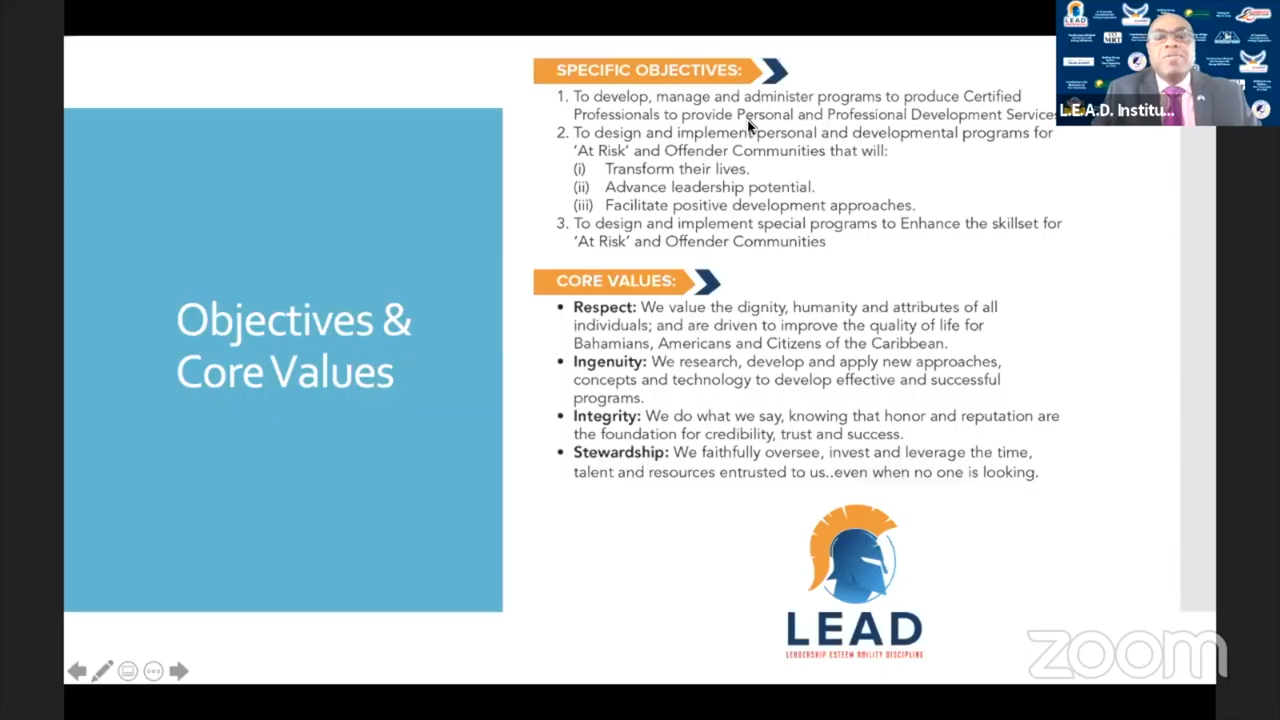 Objectives &
Core Values
SPECIFIC OBJECTIVES:
1. To develop, manage and administer programs to produce Certified
Professionals to provide Personal and Professional Development Service
2. To design and implement personal and developmental programs for
‘At Risk’ and Offender Communities that will:
(i) Transform their lives.
(ii) Advance leadership potential.
(iii) Facilitate positive development approaches.
3. To design and implement special programs to Enhance the skillset for
‘At Risk’ and Offender Communities
CORE VALUES:
• Respect: We value the dignity, humanity and attributes of all
individuals; and are driven to improve the quality of life for
Bahamians, Americans and Citizens of the Caribbean.
• Ingenuity: We research, develop and apply new approaches,
concepts and technology to develop effective and successful
programs.
• Integrity: We do what we say, knowing that honor and reputation are
the foundation for credibility, trust and success.
• Stewardship: We faithfully oversee, invest and leverage the time,
talent and resources entrusted to us..even when no one is looking.
LEAD
LEADERSHIP ESTEEM ABILITY DISCIPLINE
LEAD
L.E.A.D. Institu...
zoom